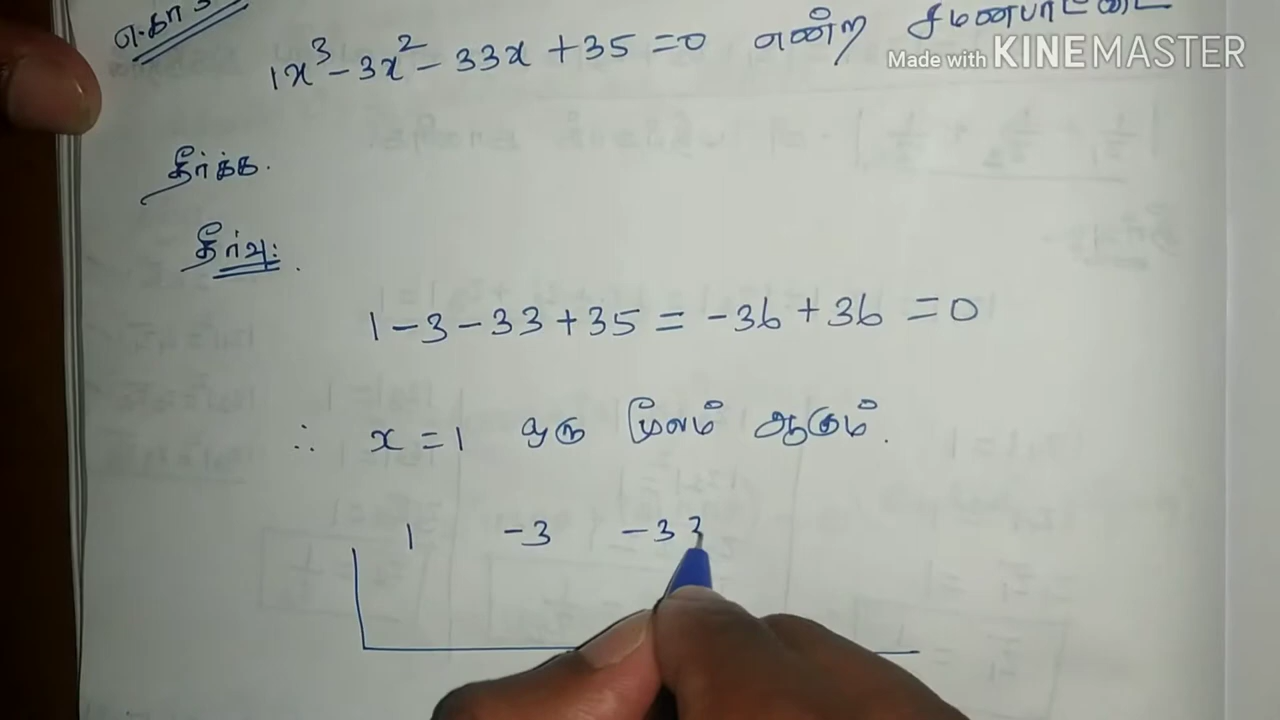 எ.கா
1x³ - 3x² - 33x + 35 = 0 என்ற சமன்பாட்டை
Made with KINEMASTER
தீர்க்க.
தீர்வு:
1 - 3 - 33 + 35 = -36 + 36 = 0
∴ x = 1 ஒரு மூலம் ஆகும்.
1 -3 -33